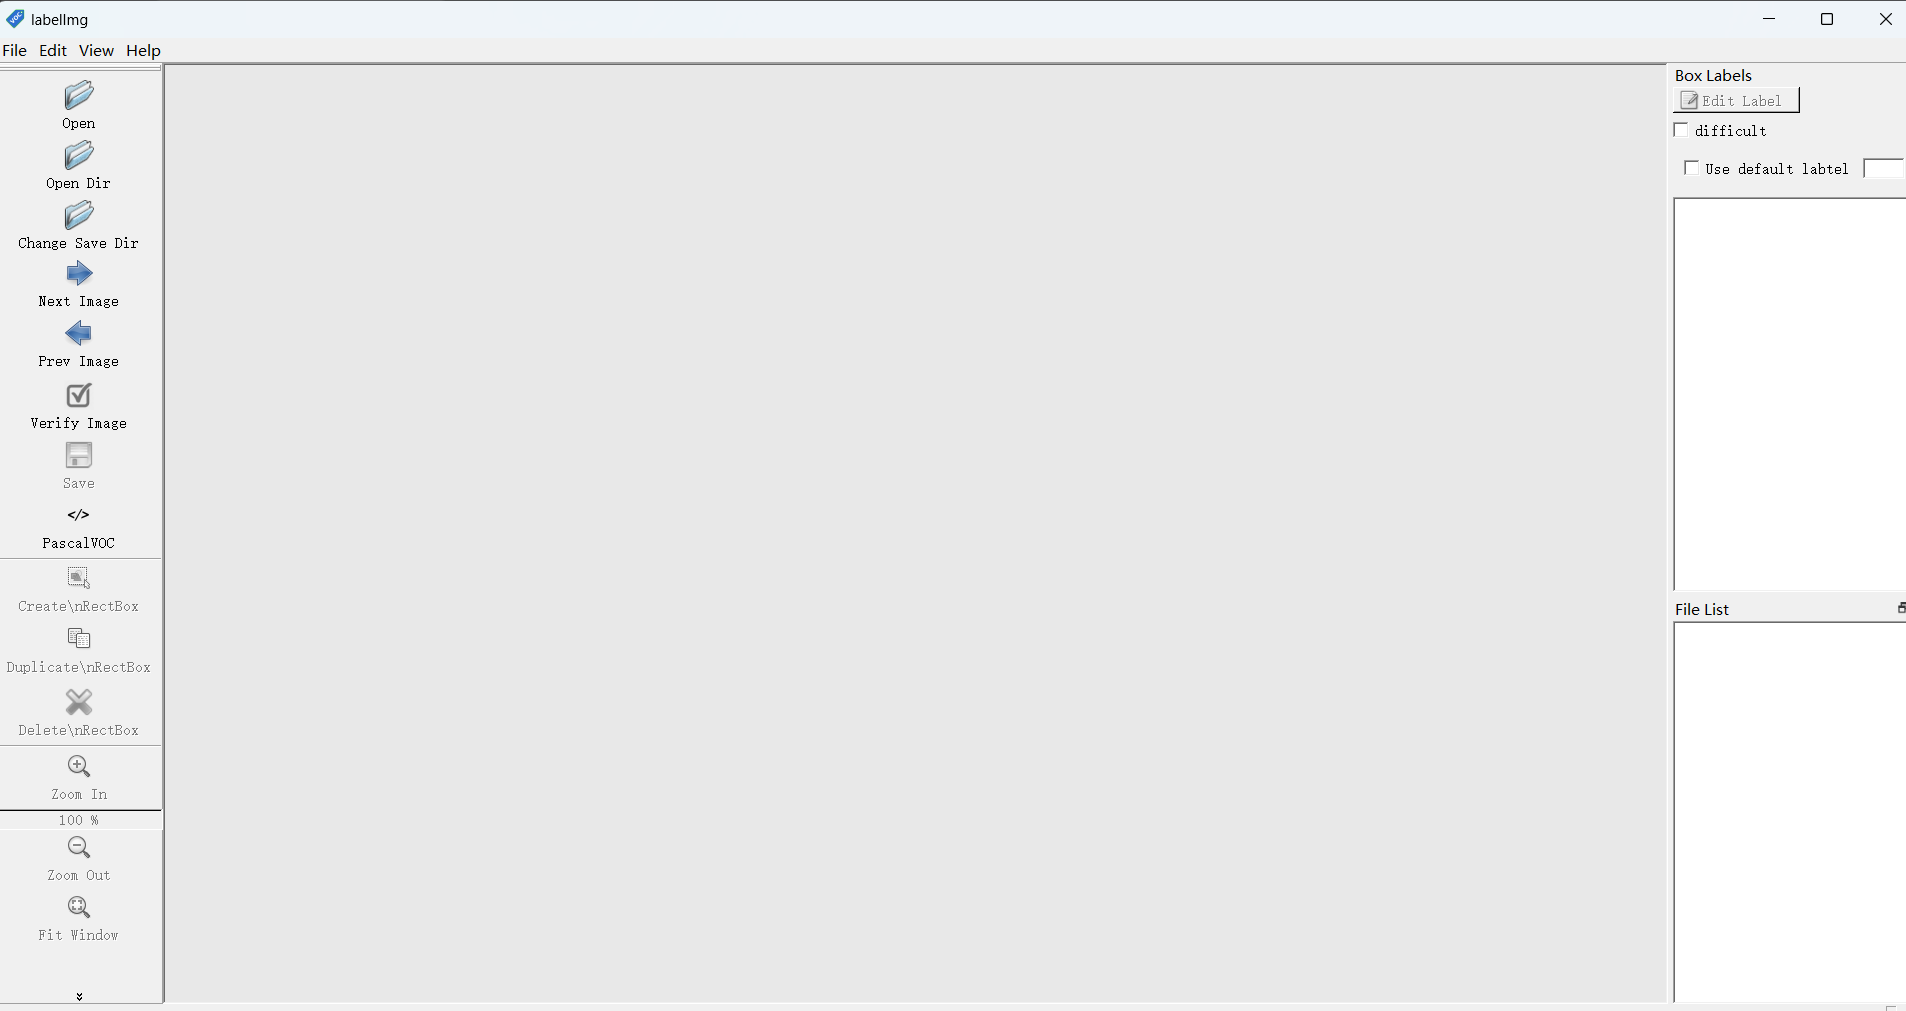 labelImg
File Edit View Help
Open
Open Dir
Change Save Dir
Next Image
Prev Image
Verify Image
Save
</>
PascalVOC
Create\nRectBox
Duplicate\nRectBox
Delete\nRectBox
Zoom In
100 %
Zoom Out
Fit Window
Box Labels
Edit Label
difficult
Use default labtel
File List